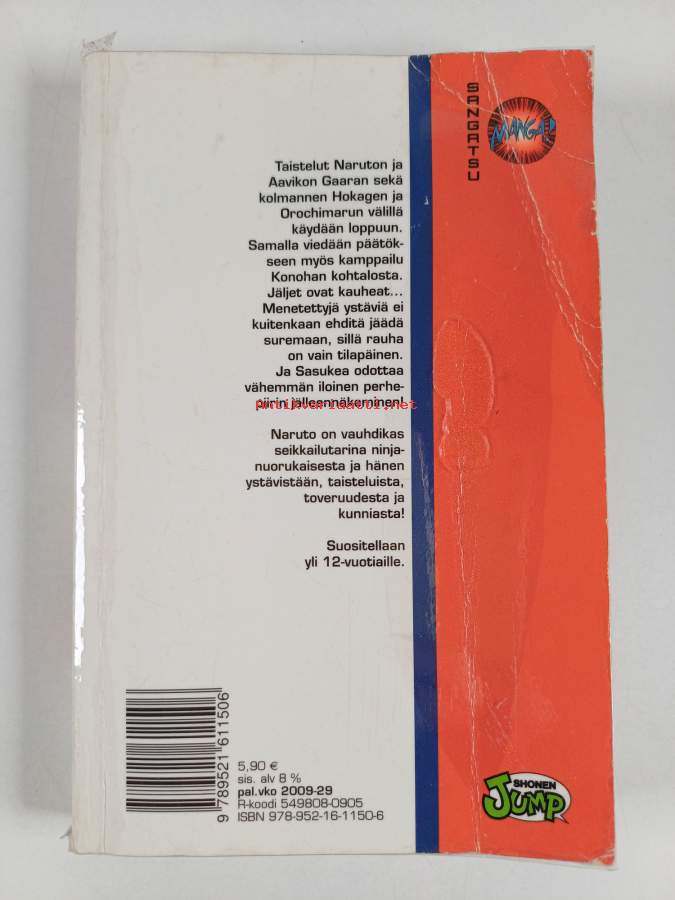 SANGATSU
MANGA!
Taistelut Naruton ja
Aavikon Gaaran sekä
kolmannen Hokagen ja
Orochimarun välillä
käydään loppuun.
Samalla viedään päätök-
seen myös kamppailu
Konohan kohtalosta.
Jäljet ovat kauheat...
Menetettyjä ystäviä ei
kuitenkaan ehditä jäädä
suremaan, sillä rauha
on vain tilapäinen.
Ja Sasukea odottaa
vähemmän iloinen perhe-
piirin jälleennäkeminen!
Antikvariaatti.net
Naruto on vauhdikas
seikkailutarina ninja-
nuorukaisesta ja hänen
ystävistään, taisteluista,
toveruudesta ja
kunniasta!
Suositellaan
yli 12-vuotiaille.
9 789521 611506
5,90 €
sis. alv 8 %
pal.vko 2009-29
R-koodi 549808-0905
ISBN 978-952-16-1150-6
SHONEN
JUMP